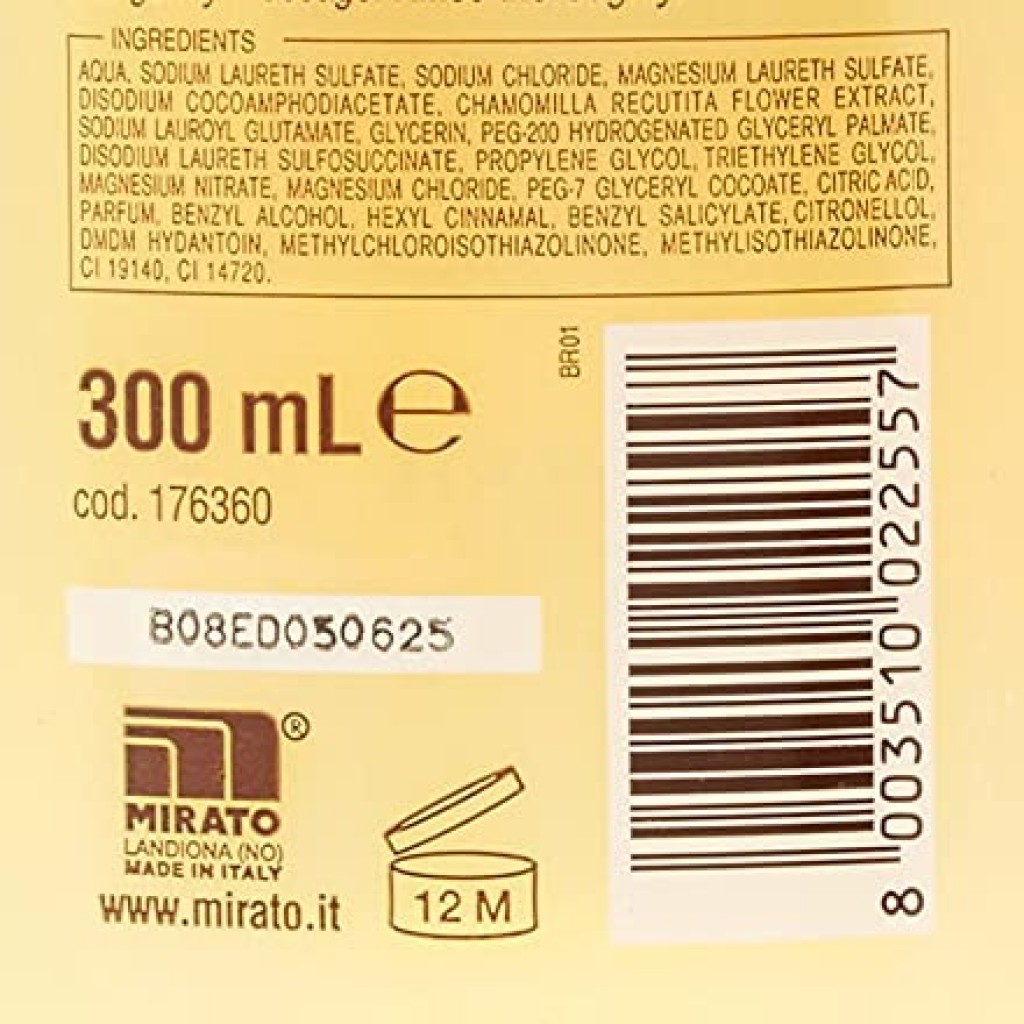 INGREDIENTS
AQUA, SODIUM LAURETH SULFATE, SODIUM CHLORIDE, MAGNESIUM LAURETH SULFATE,
DISODIUM COCOAMPHODIACETATE, CHAMOMILLA RECUTITA FLOWER EXTRACT,
SODIUM LAUROYL GLUTAMATE, GLYCERIN, PEG-200 HYDROGENATED GLYCERYL PALMATE,
DISODIUM LAURETH SULFOSUCCINATE, PROPYLENE GLYCOL, TRIETHYLENE GLYCOL,
MAGNESIUM NITRATE, MAGNESIUM CHLORIDE, PEG-7 GLYCERYL COCOATE, CITRIC ACID,
PARFUM, BENZYL ALCOHOL, HEXYL CINNAMAL, BENZYL SALICYLATE, CITRONELLOL,
DMDM HYDANTOIN, METHYLCHLOROISOTHIAZOLINONE, METHYLISOTHIAZOLINONE,
CI 19140, CI 14720.
300 mL e
cod. 176360
B08ED050625
MIRATO ®
LANDIONA (NO)
MADE IN ITALY
www.mirato.it
12 M
BR01
8 003510 022557